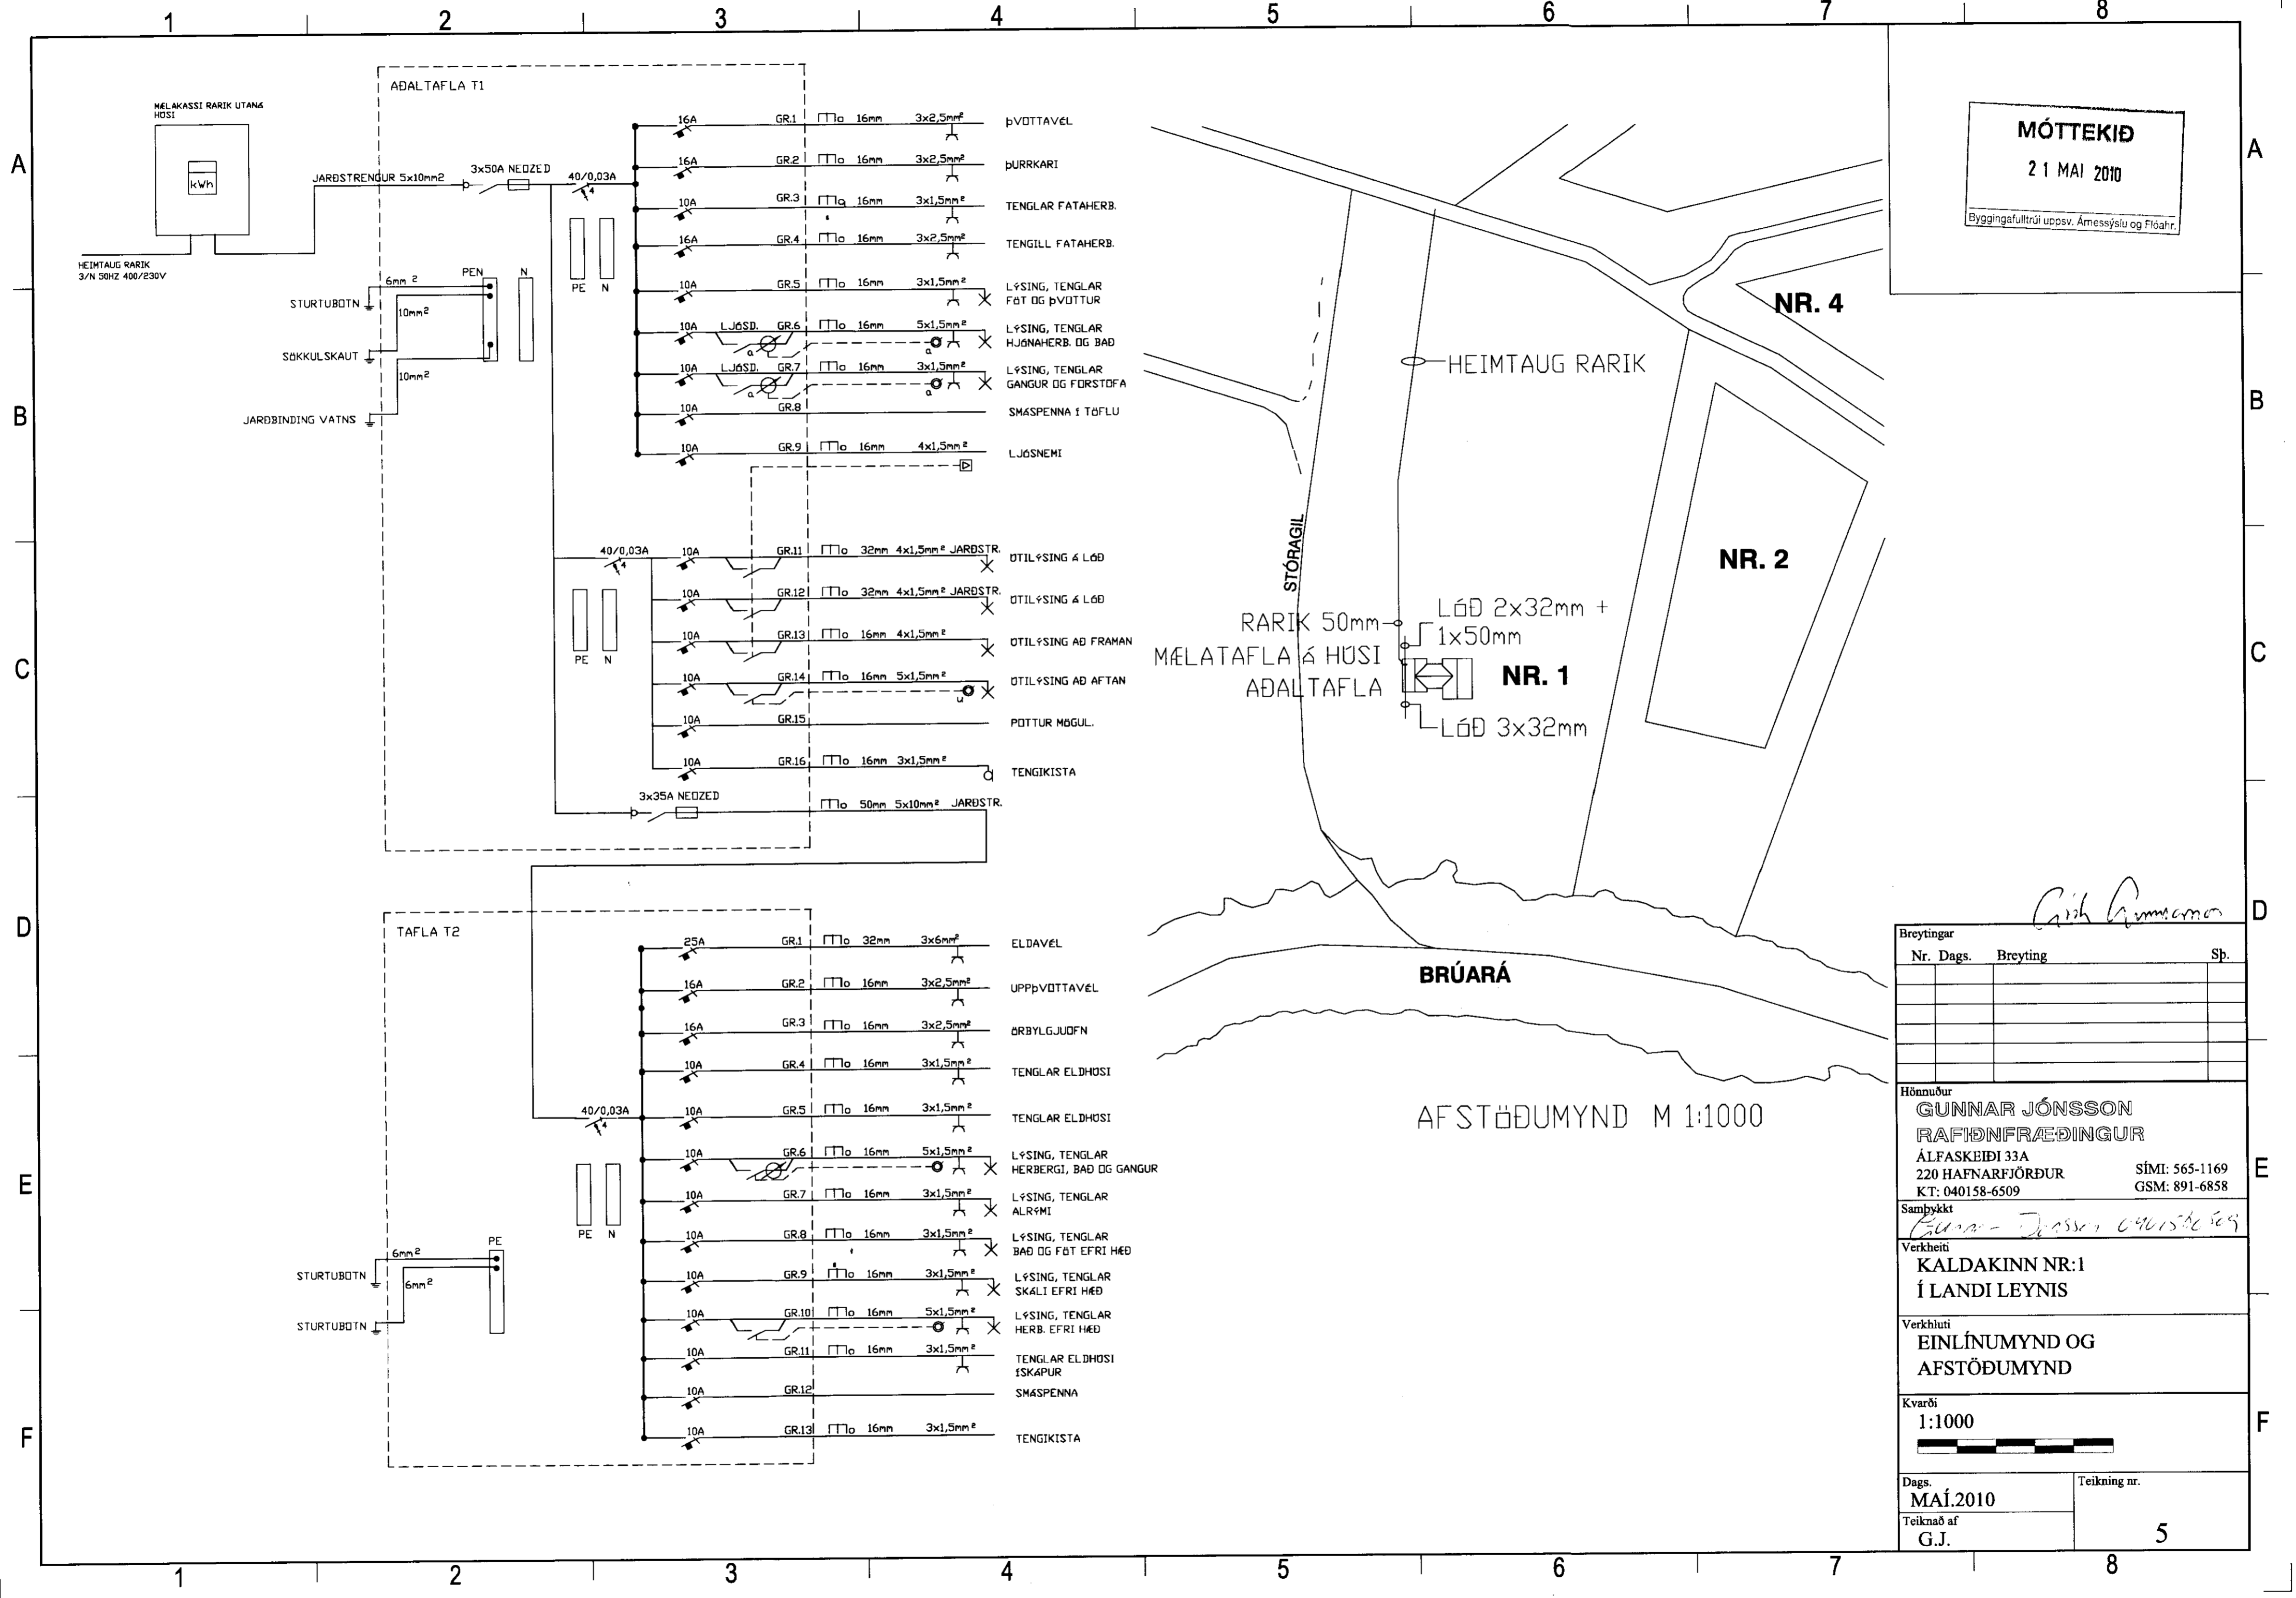 1 2 3 4 5 6 7 8
A B C D E F
AÐALTAFLA T1
MÆLAKASSI RARIK UTANÁ
HÚSI
kWh
HEIMTAUG RARIK
3/N 50HZ 400/230V
JARÐSTRENGUR 5x10mm2
3x50A NEOZED
40/0,03A
4
PE N
PEN N
6mm²
STURTUBOTN
10mm²
SÖKKULSKAUT
10mm²
JARÐBINDING VATNS
16A GR.1 16mm 3x2,5mm² ÞVOTTAVÉL
16A GR.2 16mm 3x2,5mm² ÞURRKARI
10A GR.3 16mm 3x1,5mm² TENGLAR FATAHERB.
16A GR.4 16mm 3x2,5mm² TENGILL FATAHERB.
10A GR.5 16mm 3x1,5mm² LÝSING, TENGLAR
FÖT OG ÞVOTTUR
10A LJÓSD. GR.6 16mm 5x1,5mm² LÝSING, TENGLAR
a a HJÓNAHERB. OG BAÐ
10A LJÓSD. GR.7 16mm 3x1,5mm² LÝSING, TENGLAR
a a GANGUR OG FORSTOFA
10A GR.8 SMÁSPENNA Í TÖFLU
10A GR.9 16mm 4x1,5mm² LJÓSNEMI
40/0,03A
4
PE N
10A GR.11 32mm 4x1,5mm² JARÐSTR. ÚTILÝSING Á LÓÐ
10A GR.12 32mm 4x1,5mm² JARÐSTR. ÚTILÝSING Á LÓÐ
10A GR.13 16mm 4x1,5mm² ÚTILÝSING AÐ FRAMAN
10A GR.14 16mm 5x1,5mm² ÚTILÝSING AÐ AFTAN
u
10A GR.15 POTTUR MÖGUL.
10A GR.16 16mm 3x1,5mm² TENGIKISTA
3x35A NEOZED 50mm 5x10mm² JARÐSTR.
TAFLA T2
40/0,03A
4
PE N
PE
6mm²
STURTUBOTN
6mm²
STURTUBOTN
25A GR.1 32mm 3x6mm² ELDAVÉL
16A GR.2 16mm 3x2,5mm² UPPÞVOTTAVÉL
16A GR.3 16mm 3x2,5mm² ÖRBYLGJUOFN
10A GR.4 16mm 3x1,5mm² TENGLAR ELDHÚSI
10A GR.5 16mm 3x1,5mm² TENGLAR ELDHÚSI
10A GR.6 16mm 5x1,5mm² LÝSING, TENGLAR
HERBERGI, BAÐ OG GANGUR
10A GR.7 16mm 3x1,5mm² LÝSING, TENGLAR
ALRÝMI
10A GR.8 16mm 3x1,5mm² LÝSING, TENGLAR
BAÐ OG FÖT EFRI HÆÐ
10A GR.9 16mm 3x1,5mm² LÝSING, TENGLAR
SKÁLI EFRI HÆÐ
10A GR.10 16mm 5x1,5mm² LÝSING, TENGLAR
HERB. EFRI HÆÐ
10A GR.11 16mm 3x1,5mm² TENGLAR ELDHÚSI
ÍSKÁPUR
10A GR.12 SMÁSPENNA
10A GR.13 16mm 3x1,5mm² TENGIKISTA
NR. 4
HEIMTAUG RARIK
STÓRAGIL
NR. 2
RARIK 50mm
LÓÐ 2x32mm +
1x50mm
MÆLATAFLA Á HÚSI
AÐALTAFLA
NR. 1
LÓÐ 3x32mm
BRÚARÁ
AFSTÖÐUMYND M 1:1000
MÓTTEKIÐ
21 MAI 2010
Byggingafulltrúi uppsv. Árnessýslu og Flóahr.
Breytingar
Nr. Dags. Breyting Sþ.
Hönnuður
GUNNAR JÓNSSON
RAFIÐNFRÆÐINGUR
ÁLFASKEIÐI 33A
220 HAFNARFJÖRÐUR SÍMI: 565-1169
KT: 040158-6509 GSM: 891-6858
Samþykkt
Gunnar Jónsson 040158-6509
Verkheiti
KALDAKINN NR:1
Í LANDI LEYNIS
Verkhluti
EINLÍNUMYND OG
AFSTÖÐUMYND
Kvarði
1:1000
Dags.
MAÍ.2010
Teikning nr.
5
Teiknað af
G.J.
1 2 3 4 5 6 7 8
A B C D E F